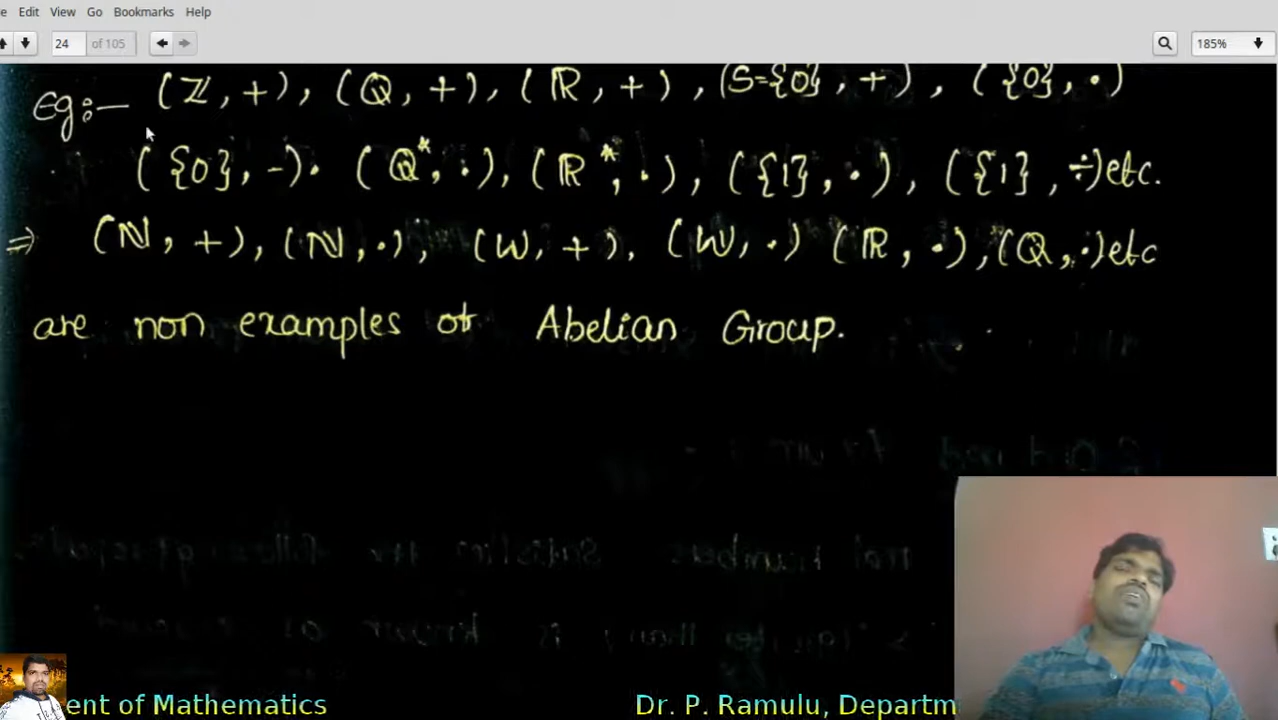 e Edit View Go Bookmarks Help
24 of 105 185%
Eg:- (ℤ, +), (ℚ, +), (ℝ, +), (S={0}, +), ({0}, •)
({0}, -). (ℚ*, •), (ℝ*, •), ({1}, •), ({1}, ÷) etc.
⇒ (ℕ, +), (ℕ, •), (W, +), (W, •) (ℝ, •), (ℚ, •) etc
are non examples of Abelian Group.
ent of Mathematics Dr. P. Ramulu, Departm